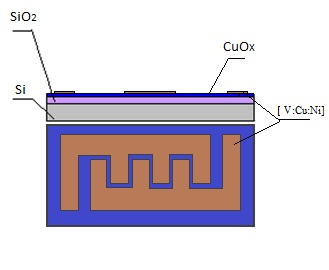 SiO₂
CuOx
Si
[ V:Cu:Ni]